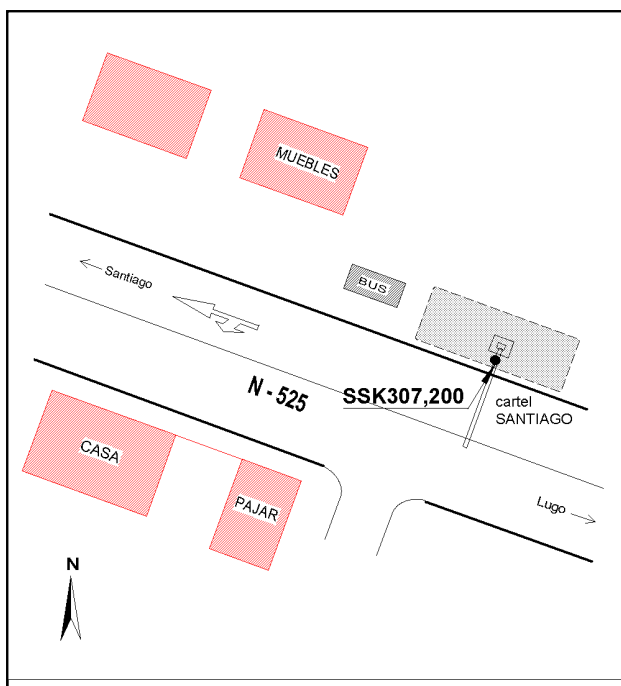 MUEBLES
BUS
Santiago
SSK307,200
cartel
SANTIAGO
N - 525
CASA
PAJAR
Lugo
N